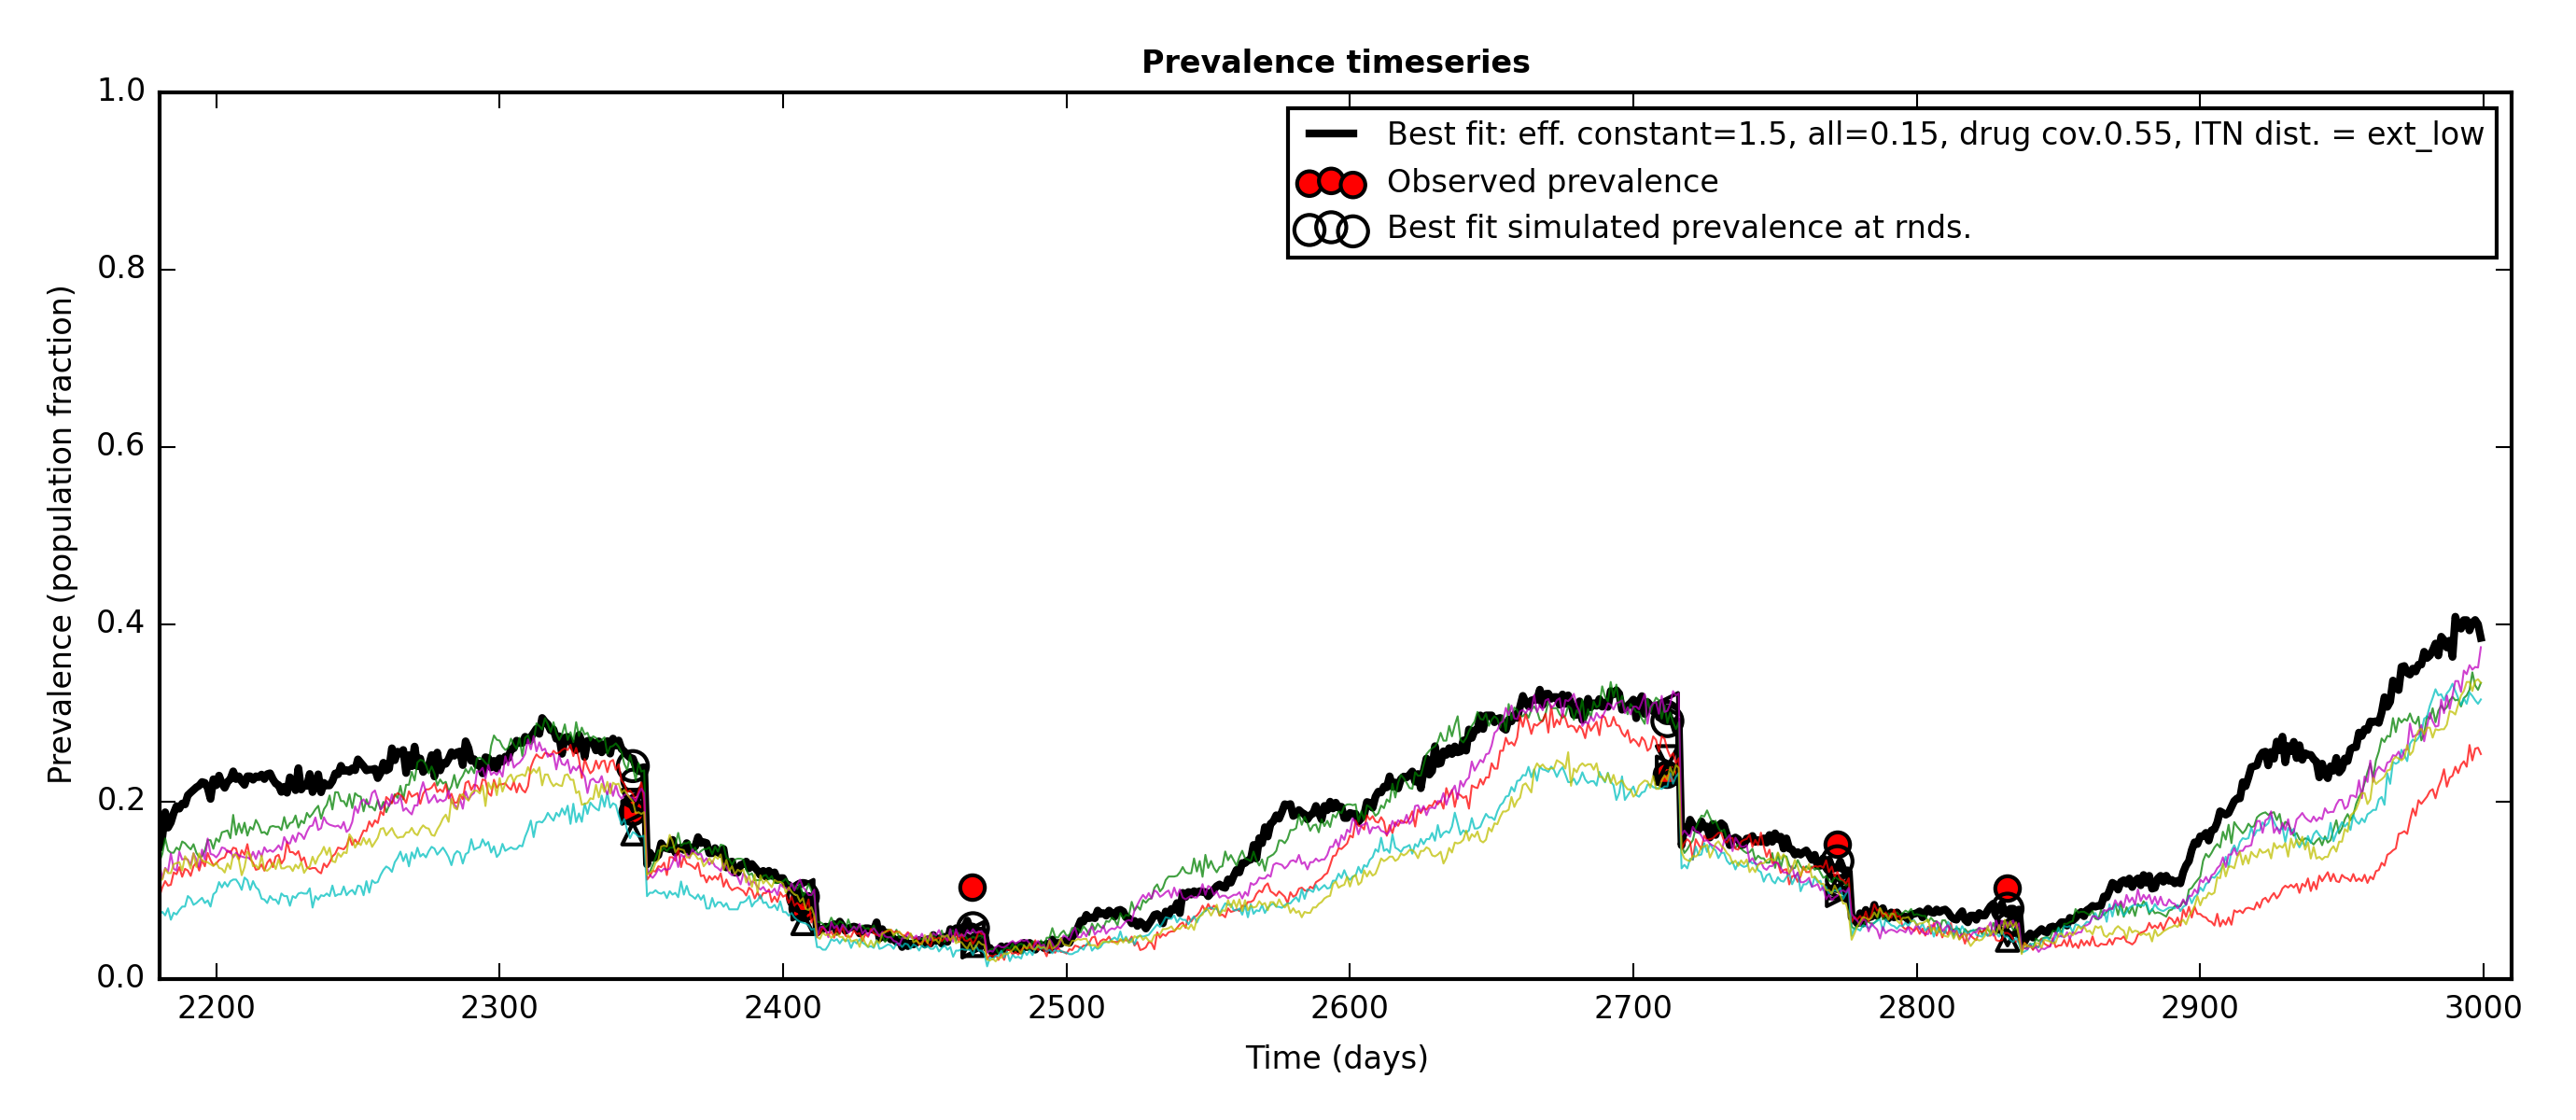 Prevalence timeseries
1.0
0.8
0.6
0.4
0.2
0.0
Prevalence (population fraction)
Best fit: eff. constant=1.5, all=0.15, drug cov.0.55, ITN dist. = ext_low
Observed prevalence
Best fit simulated prevalence at rnds.
2200 2300 2400 2500 2600 2700 2800 2900 3000
Time (days)